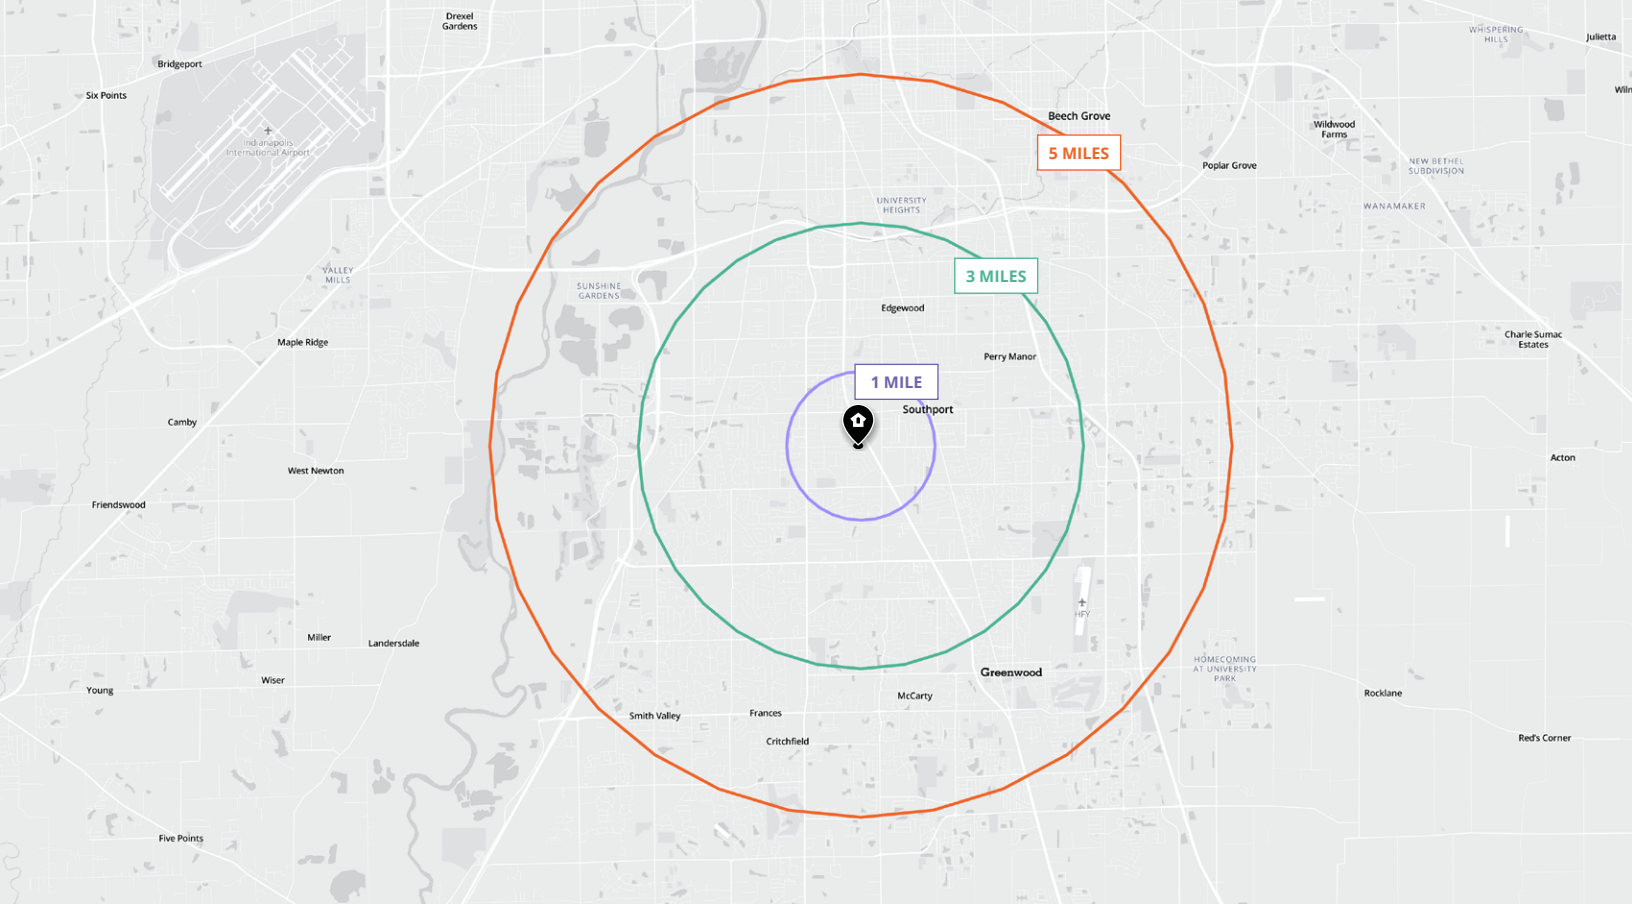 Drexel
Gardens
WHISPERING
HILLS
Julietta
Bridgeport
Six Points
Beech Grove
Wildwood
Farms
Indianapolis
International Airport
5 MILES
Poplar Grove
NEW BETHEL
SUBDIVISION
UNIVERSITY
HEIGHTS
WANAMAKER
VALLEY
MILLS
3 MILES
SUNSHINE
GARDENS
Edgewood
Maple Ridge
Charle Sumac
Estates
Perry Manor
1 MILE
Southport
Camby
Acton
West Newton
Friendswood
HFY
Miller
Landersdale
HOMECOMING
AT UNIVERSITY
PARK
Greenwood
Wiser
Young
McCarty
Rocklane
Smith Valley
Frances
Critchfield
Red's Corner
Five Points